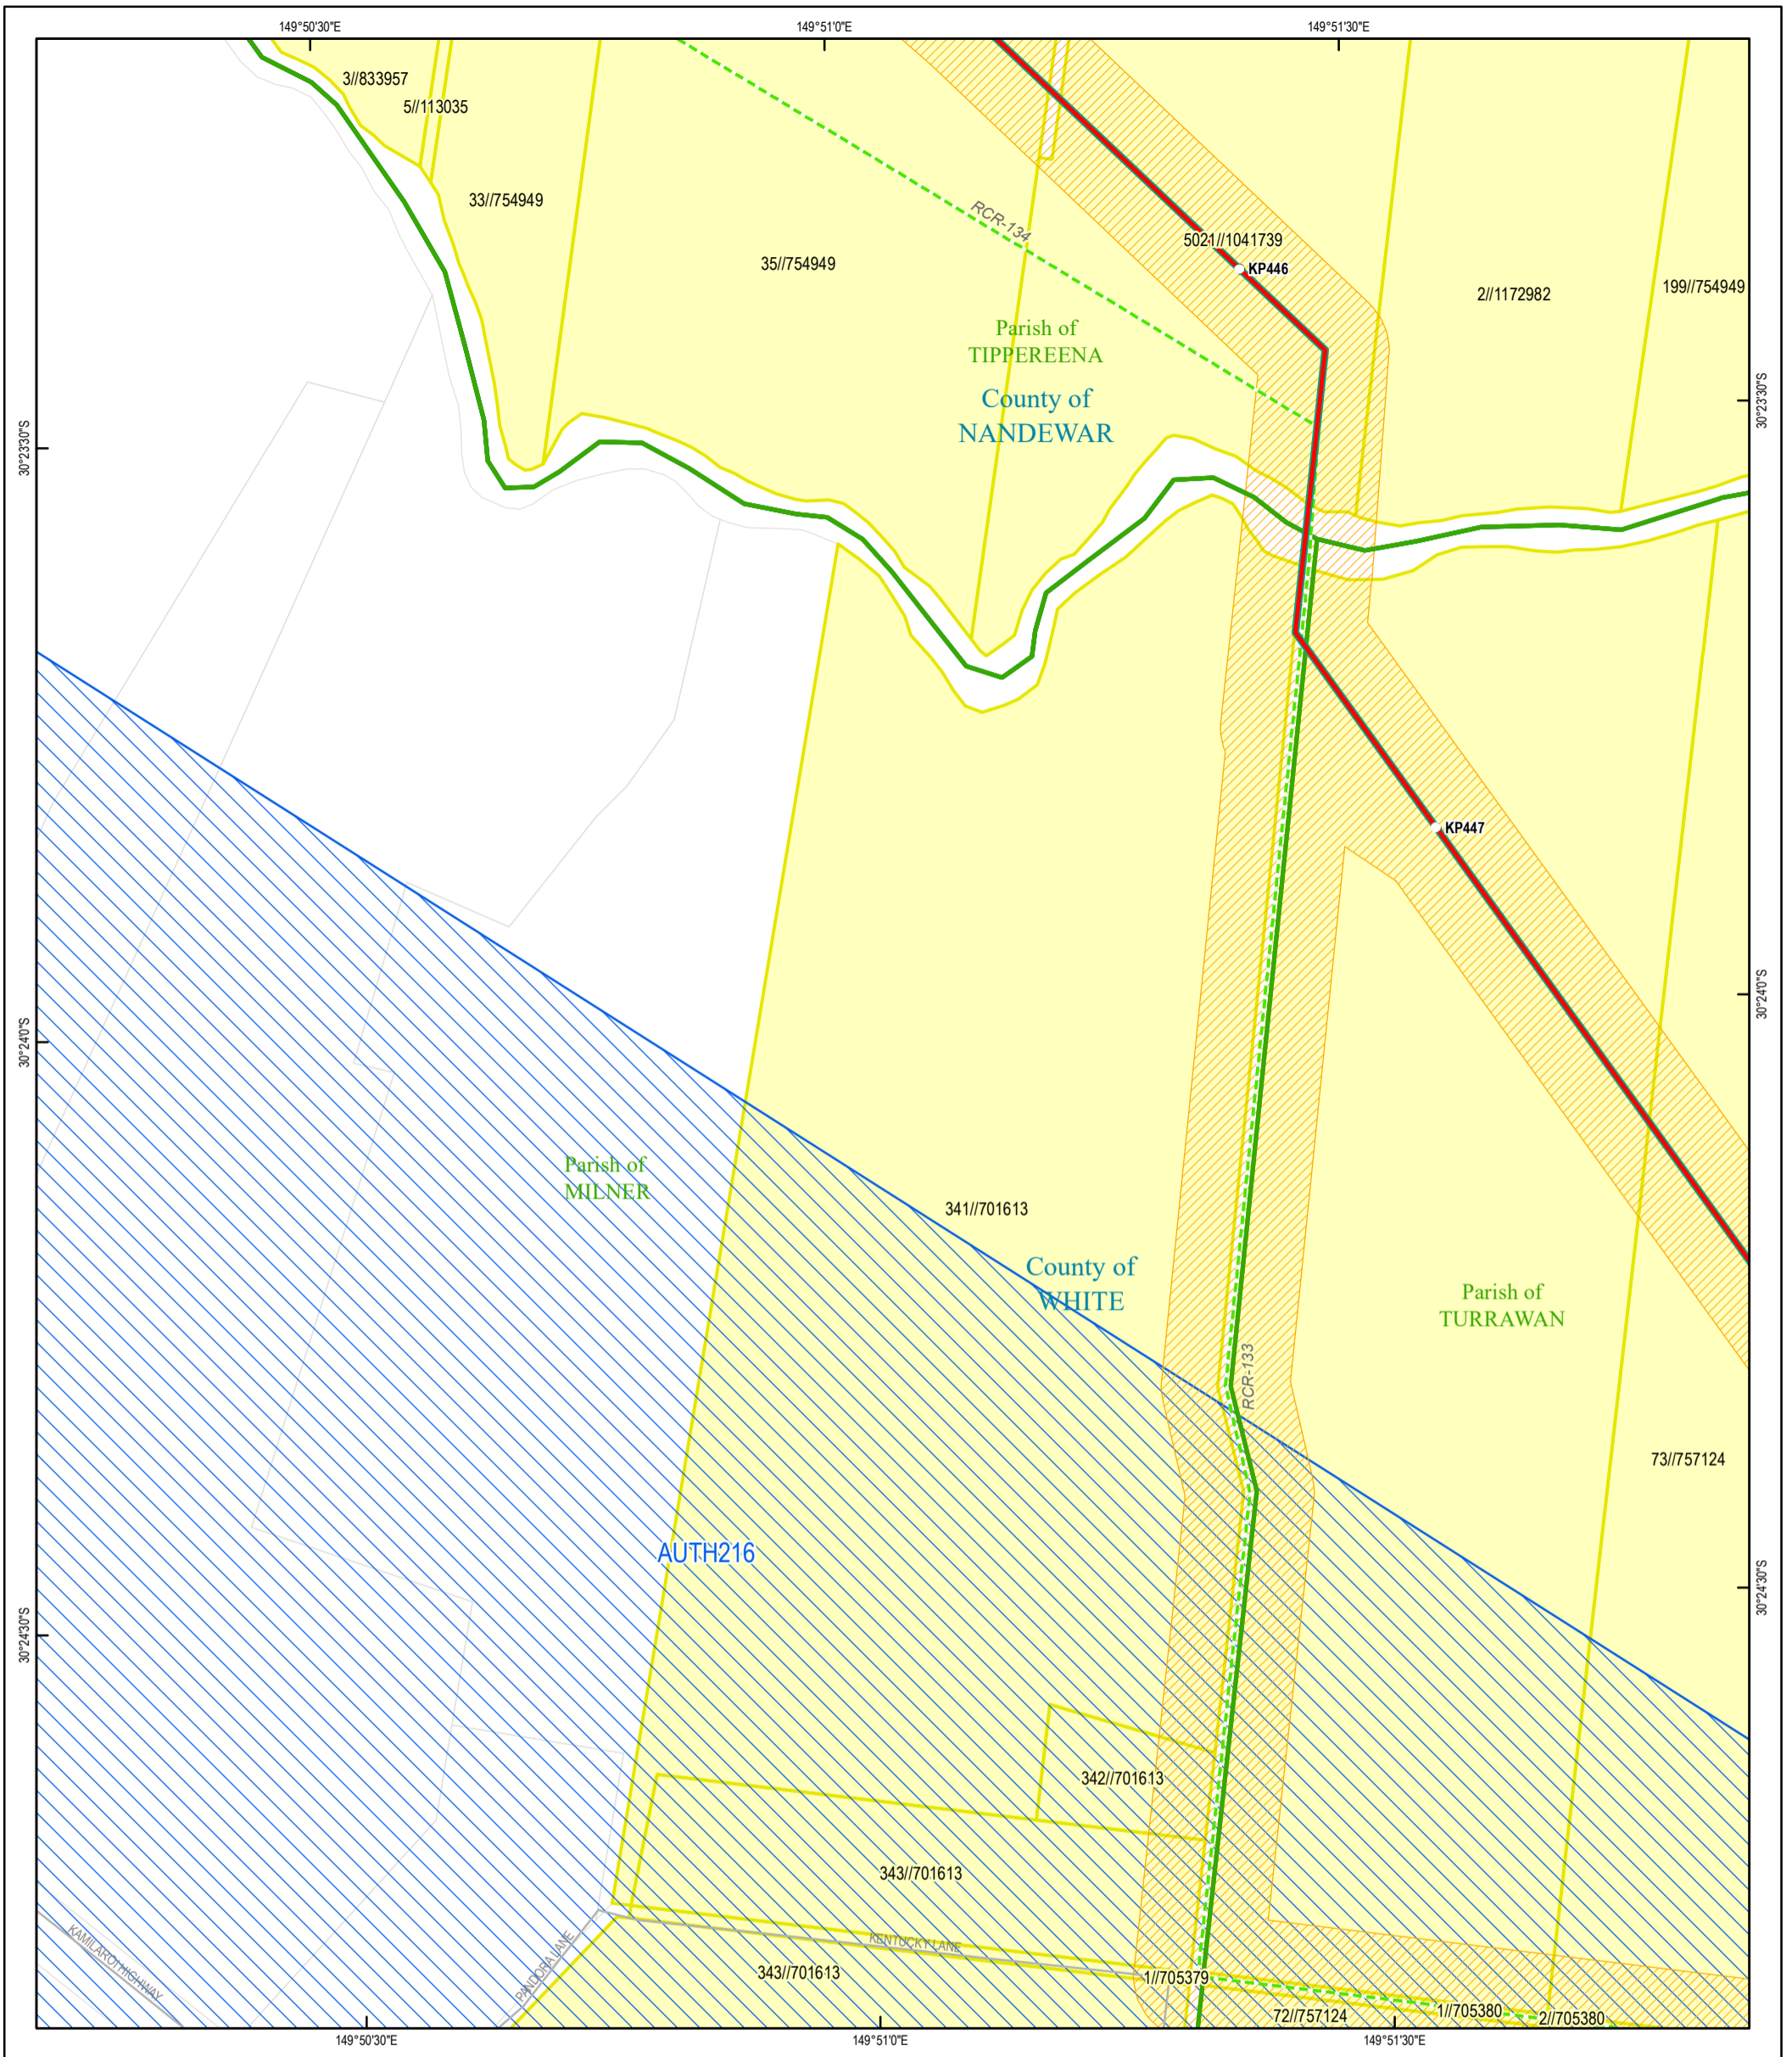 149°50'30"E
149°51'0"E
149°51'30"E
3//833957
5//113035
33//754949
RCR-134
35//754949
5021//1041739
KP446
2//1172982
199//754949
Parish of
TIPPEREENA
County of
NANDEWAR
30°23'30"S
30°23'30"S
KP447
30°24'0"S
30°24'0"S
Parish of
MILNER
341//701613
County of
WHITE
Parish of
TURRAWAN
RCR-133
73//757124
AUTH216
30°24'30"S
30°24'30"S
342//701613
343//701613
KAMILAROI HIGHWAY
PANDORA LANE
KENTUCKY LANE
343//701613
1//705379
72//757124
1//705380
2//705380
149°50'30"E
149°51'0"E
149°51'30"E